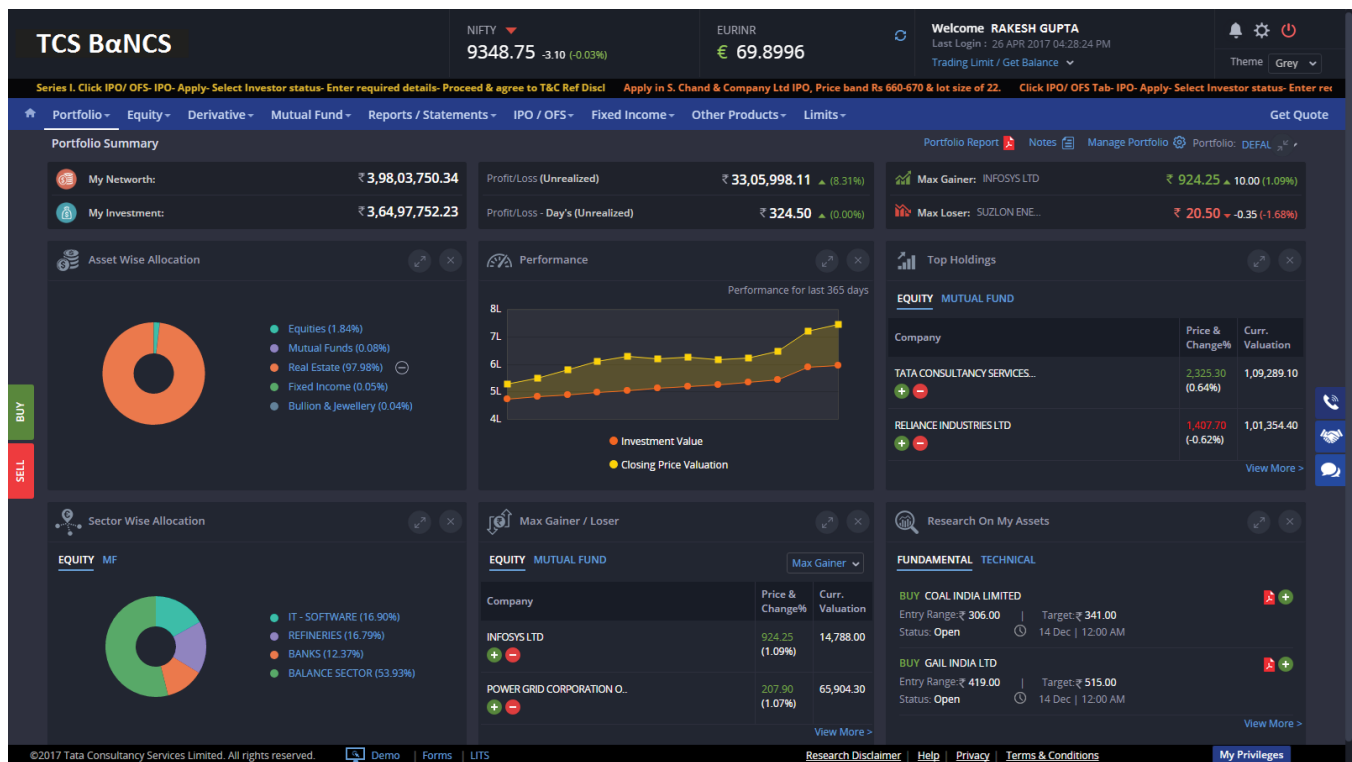 TCS BαNCS
NIFTY
9348.75 -3.10 (-0.03%)
EURINR
€ 69.8996
Welcome RAKESH GUPTA
Last Login : 26 APR 2017 04:28:24 PM
Trading Limit / Get Balance
Theme Grey
Series I. Click IPO/ OFS- IPO- Apply- Select Investor status- Enter required details- Proceed & agree to T&C Ref Discl Apply in S. Chand & Company Ltd IPO, Price band Rs 660-670 & lot size of 22. Click IPO/ OFS Tab- IPO- Apply- Select Investor status- Enter
Portfolio Equity Derivative Mutual Fund Reports / Statements IPO / OFS Fixed Income Other Products Limits Get Quote
Portfolio Summary
Portfolio Report Notes Manage Portfolio Portfolio: DEFAU
My Networth: ₹ 3,98,03,750.34
My Investment: ₹ 3,64,97,752.23
Profit/Loss (Unrealized) ₹ 33,05,998.11 (8.31%)
Profit/Loss - Day's (Unrealized) ₹ 324.50 (0.00%)
Max Gainer: INFOSYS LTD ₹ 924.25 10.00 (1.09%)
Max Loser: SUZLON ENE... ₹ 20.50 -0.35 (-1.68%)
Asset Wise Allocation
Equities (1.84%)
Mutual Funds (0.08%)
Real Estate (97.98%)
Fixed Income (0.05%)
Bullion & Jewellery (0.04%)
Performance
Performance for last 365 days
8L
7L
6L
5L
4L
Investment Value
Closing Price Valuation
Top Holdings
EQUITY MUTUAL FUND
Company Price & Change% Curr. Valuation
TATA CONSULTANCY SERVICES... 2,325.30 1,09,289.10
(0.64%)
RELIANCE INDUSTRIES LTD 1,407.70 1,01,354.40
(-0.62%)
View More >
BUY
SELL
Sector Wise Allocation
EQUITY MF
IT - SOFTWARE (16.90%)
REFINERIES (16.79%)
BANKS (12.37%)
BALANCE SECTOR (53.93%)
Max Gainer / Loser
EQUITY MUTUAL FUND Max Gainer
Company Price & Change% Curr. Valuation
INFOSYS LTD 924.25 14,788.00
(1.09%)
POWER GRID CORPORATION O.. 207.90 65,904.30
(1.07%)
View More >
Research On My Assets
FUNDAMENTAL TECHNICAL
BUY COAL INDIA LIMITED
Entry Range:₹ 306.00 | Target:₹ 341.00
Status: Open 14 Dec | 12:00 AM
BUY GAIL INDIA LTD
Entry Range:₹ 419.00 | Target:₹ 515.00
Status: Open 14 Dec | 12:00 AM
View More >
©2017 Tata Consultancy Services Limited. All rights reserved. Demo | Forms | LITS Research Disclaimer | Help | Privacy | Terms & Conditions My Privileges